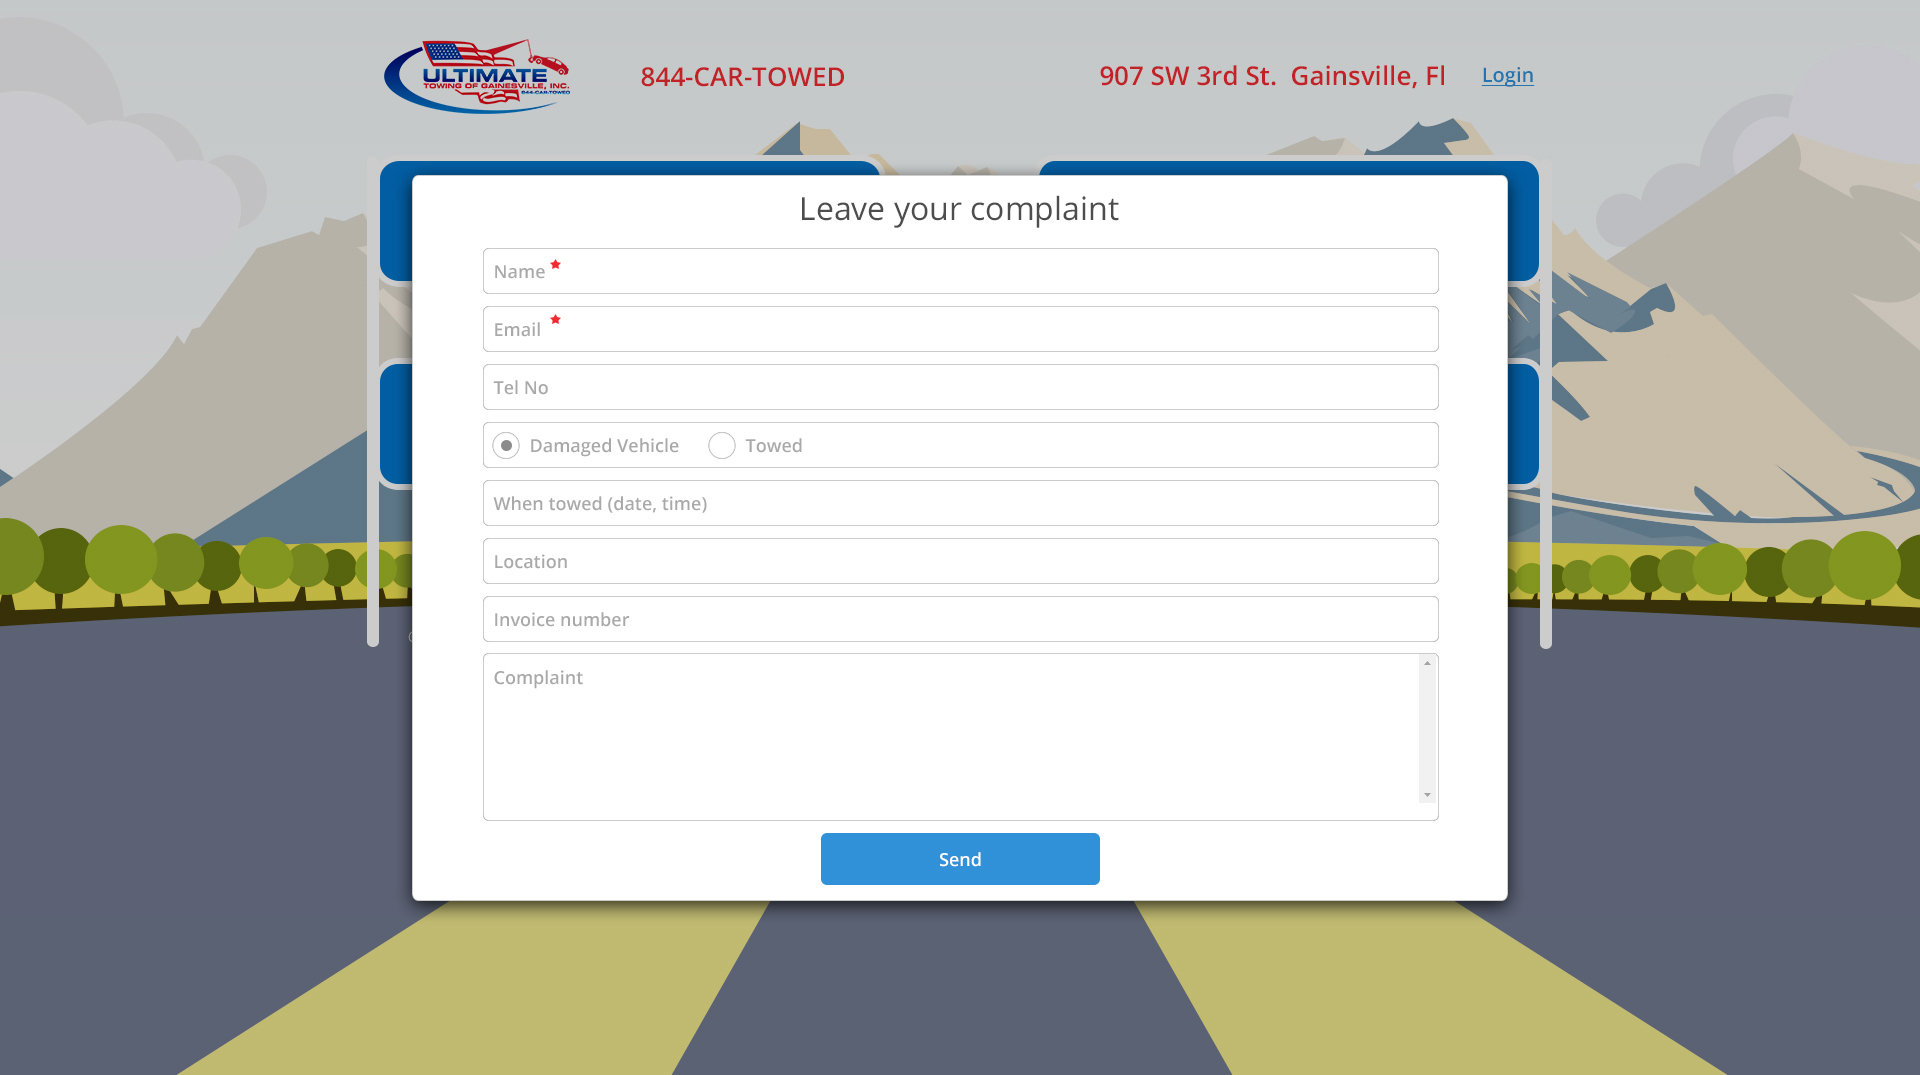 ULTIMATE
TOWING OF GAINESVILLE, INC.
844-CAR-TOWED
844-CAR-TOWED
907 SW 3rd St. Gainsville, Fl
Login
Leave your complaint
Name
Email
Tel No
Damaged Vehicle Towed
When towed (date, time)
Location
Invoice number
Complaint
Send